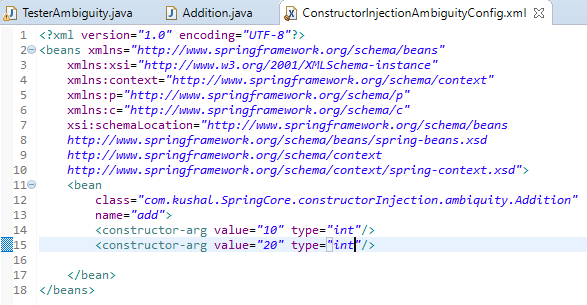 TesterAmbiguity.java Addition.java ConstructorInjectionAmbiguityConfig.xml
1 <?xml version="1.0" encoding="UTF-8"?>
2 <beans xmlns="http://www.springframework.org/schema/beans"
3 xmlns:xsi="http://www.w3.org/2001/XMLSchema-instance"
4 xmlns:context="http://www.springframework.org/schema/context"
5 xmlns:p="http://www.springframework.org/schema/p"
6 xmlns:c="http://www.springframework.org/schema/c"
7 xsi:schemaLocation="http://www.springframework.org/schema/beans
8 http://www.springframework.org/schema/beans/spring-beans.xsd
9 http://www.springframework.org/schema/context
10 http://www.springframework.org/schema/context/spring-context.xsd">
11 <bean
12 class="com.kushal.SpringCore.constructorInjection.ambiquity.Addition"
13 name="add">
14 <constructor-arg value="10" type="int"/>
15 <constructor-arg value="20" type="int"/>
16
17 </bean>
18 </beans>